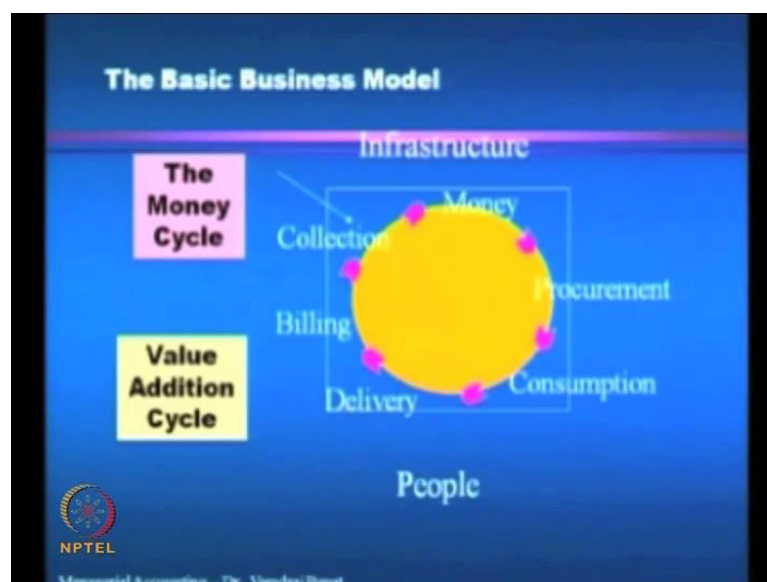 The Basic Business Model
Infrastructure
The
Money
Cycle
Money
Collection
Procurement
Billing
Value
Addition
Cycle
Consumption
Delivery
People
NPTEL